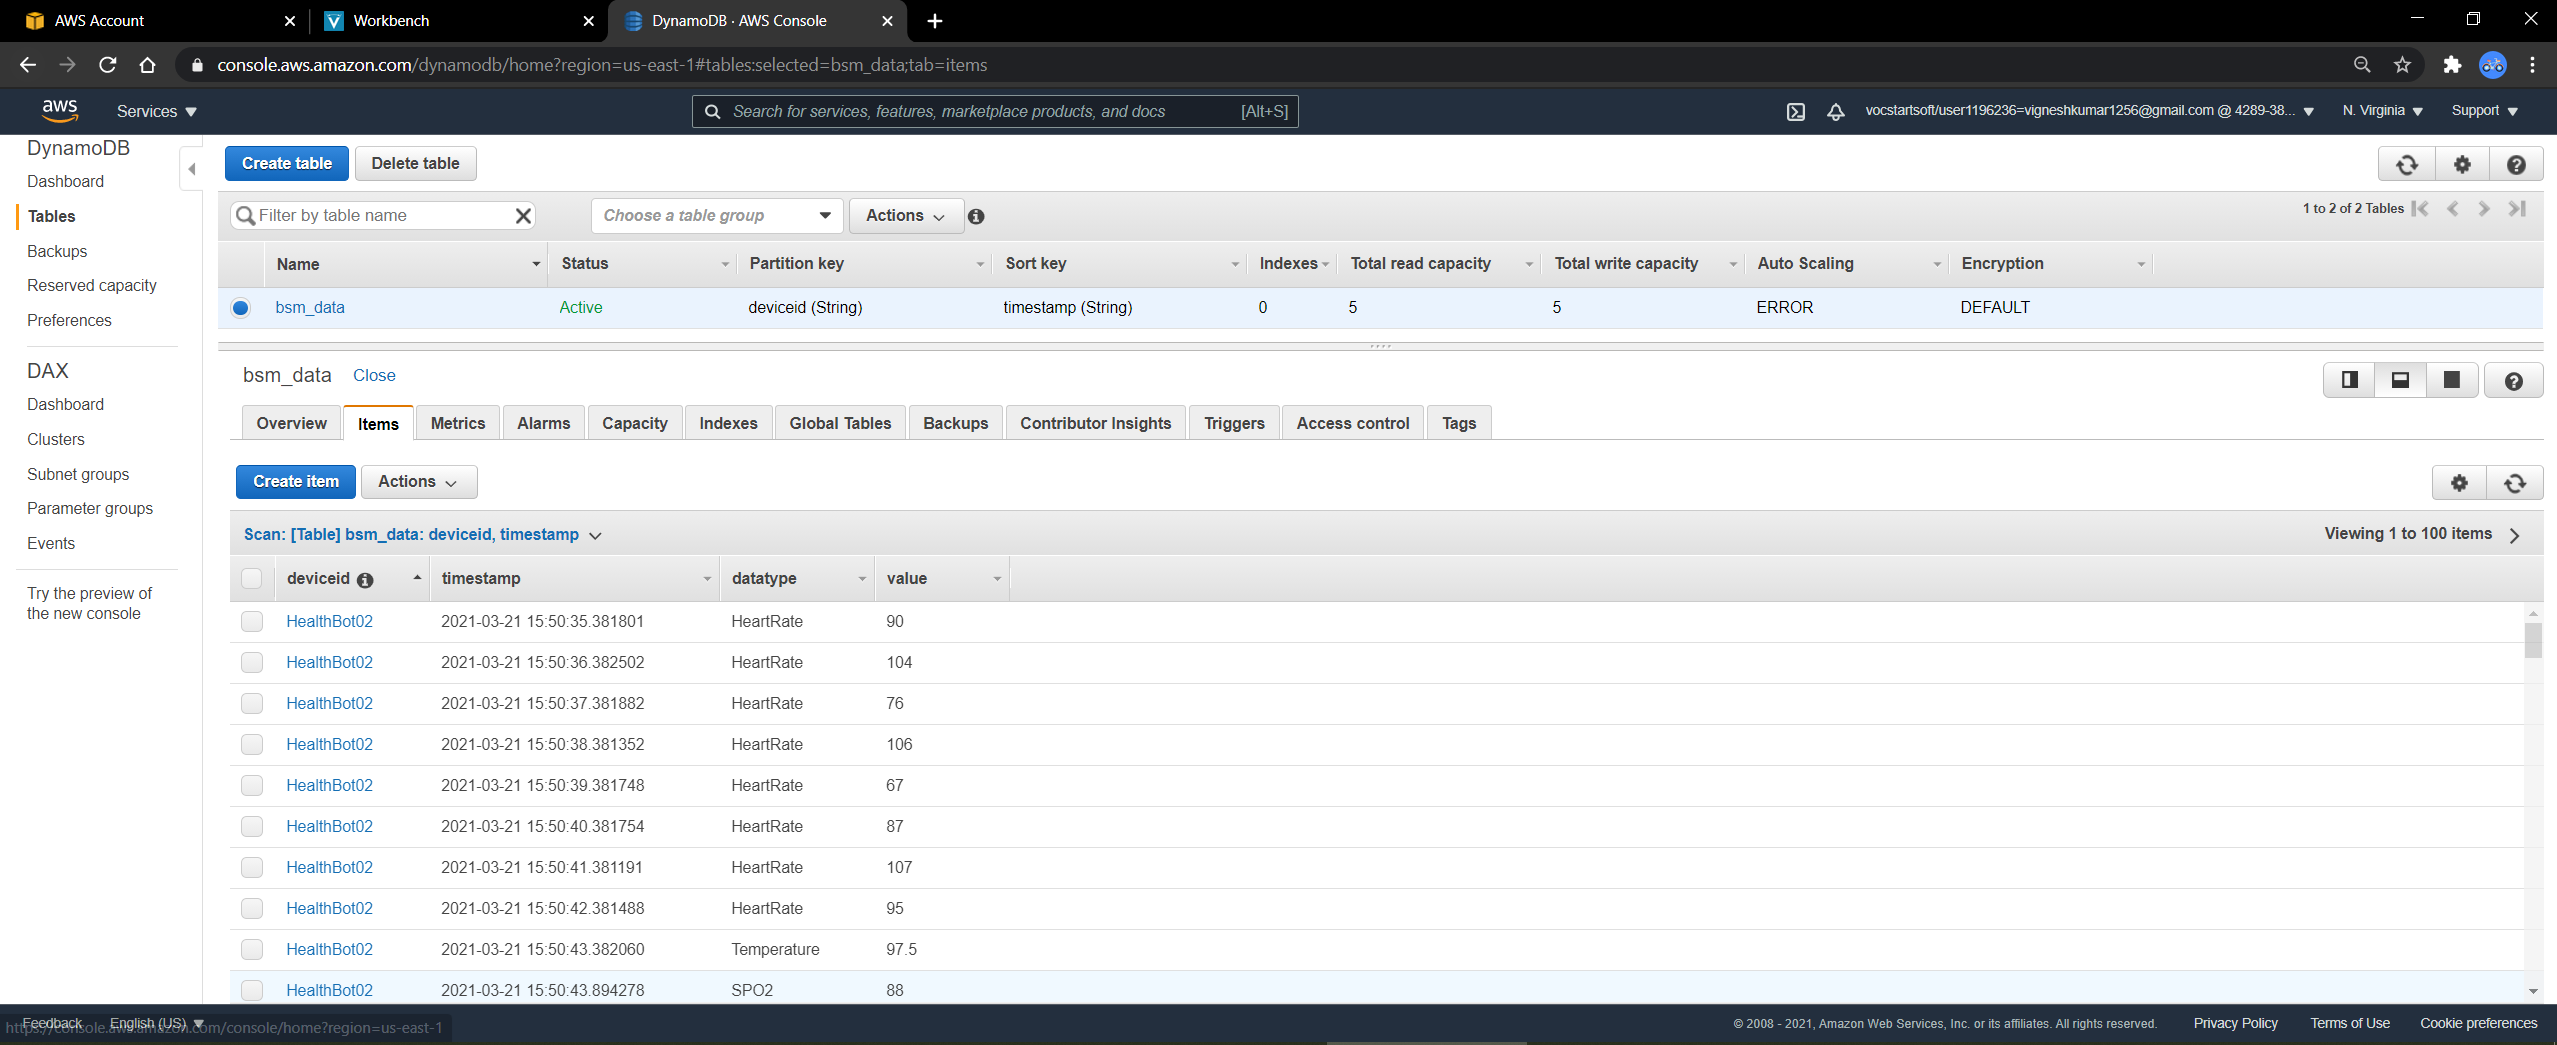 AWS Account
Workbench
DynamoDB · AWS Console
console.aws.amazon.com/dynamodb/home?region=us-east-1#tables:selected=bsm_data;tab=items
aws
Services
Search for services, features, marketplace products, and docs [Alt+S]
vocstartsoft/user1196236=vigneshkumar1256@gmail.com @ 4289-38...
N. Virginia
Support
DynamoDB
Dashboard
Tables
Backups
Reserved capacity
Preferences
DAX
Dashboard
Clusters
Subnet groups
Parameter groups
Events
Try the preview of
the new console
Create table
Delete table
Filter by table name
Choose a table group
Actions
1 to 2 of 2 Tables
Name Status Partition key Sort key Indexes Total read capacity Total write capacity Auto Scaling Encryption
bsm_data Active deviceid (String) timestamp (String) 0 5 5 ERROR DEFAULT
bsm_data Close
Overview Items Metrics Alarms Capacity Indexes Global Tables Backups Contributor Insights Triggers Access control Tags
Create item Actions
Scan: [Table] bsm_data: deviceid, timestamp
Viewing 1 to 100 items
deviceid timestamp datatype value
HealthBot02 2021-03-21 15:50:35.381801 HeartRate 90
HealthBot02 2021-03-21 15:50:36.382502 HeartRate 104
HealthBot02 2021-03-21 15:50:37.381882 HeartRate 76
HealthBot02 2021-03-21 15:50:38.381352 HeartRate 106
HealthBot02 2021-03-21 15:50:39.381748 HeartRate 67
HealthBot02 2021-03-21 15:50:40.381754 HeartRate 87
HealthBot02 2021-03-21 15:50:41.381191 HeartRate 107
HealthBot02 2021-03-21 15:50:42.381488 HeartRate 95
HealthBot02 2021-03-21 15:50:43.382060 Temperature 97.5
HealthBot02 2021-03-21 15:50:43.894278 SPO2 88
Feedback English (US)
https://console.aws.amazon.com/console/home?region=us-east-1
© 2008 - 2021, Amazon Web Services, Inc. or its affiliates. All rights reserved. Privacy Policy Terms of Use Cookie preferences